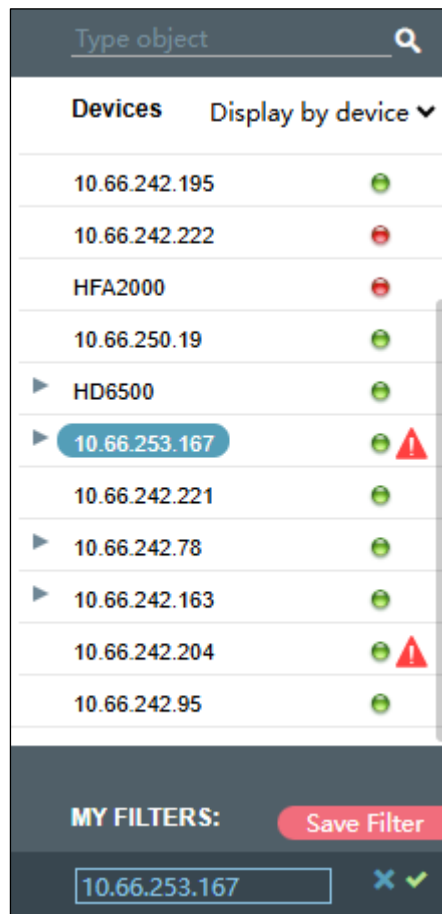 Type object
Devices Display by device
10.66.242.195
10.66.242.222
HFA2000
10.66.250.19
HD6500
10.66.253.167
10.66.242.221
10.66.242.78
10.66.242.163
10.66.242.204
10.66.242.95
MY FILTERS: Save Filter
10.66.253.167